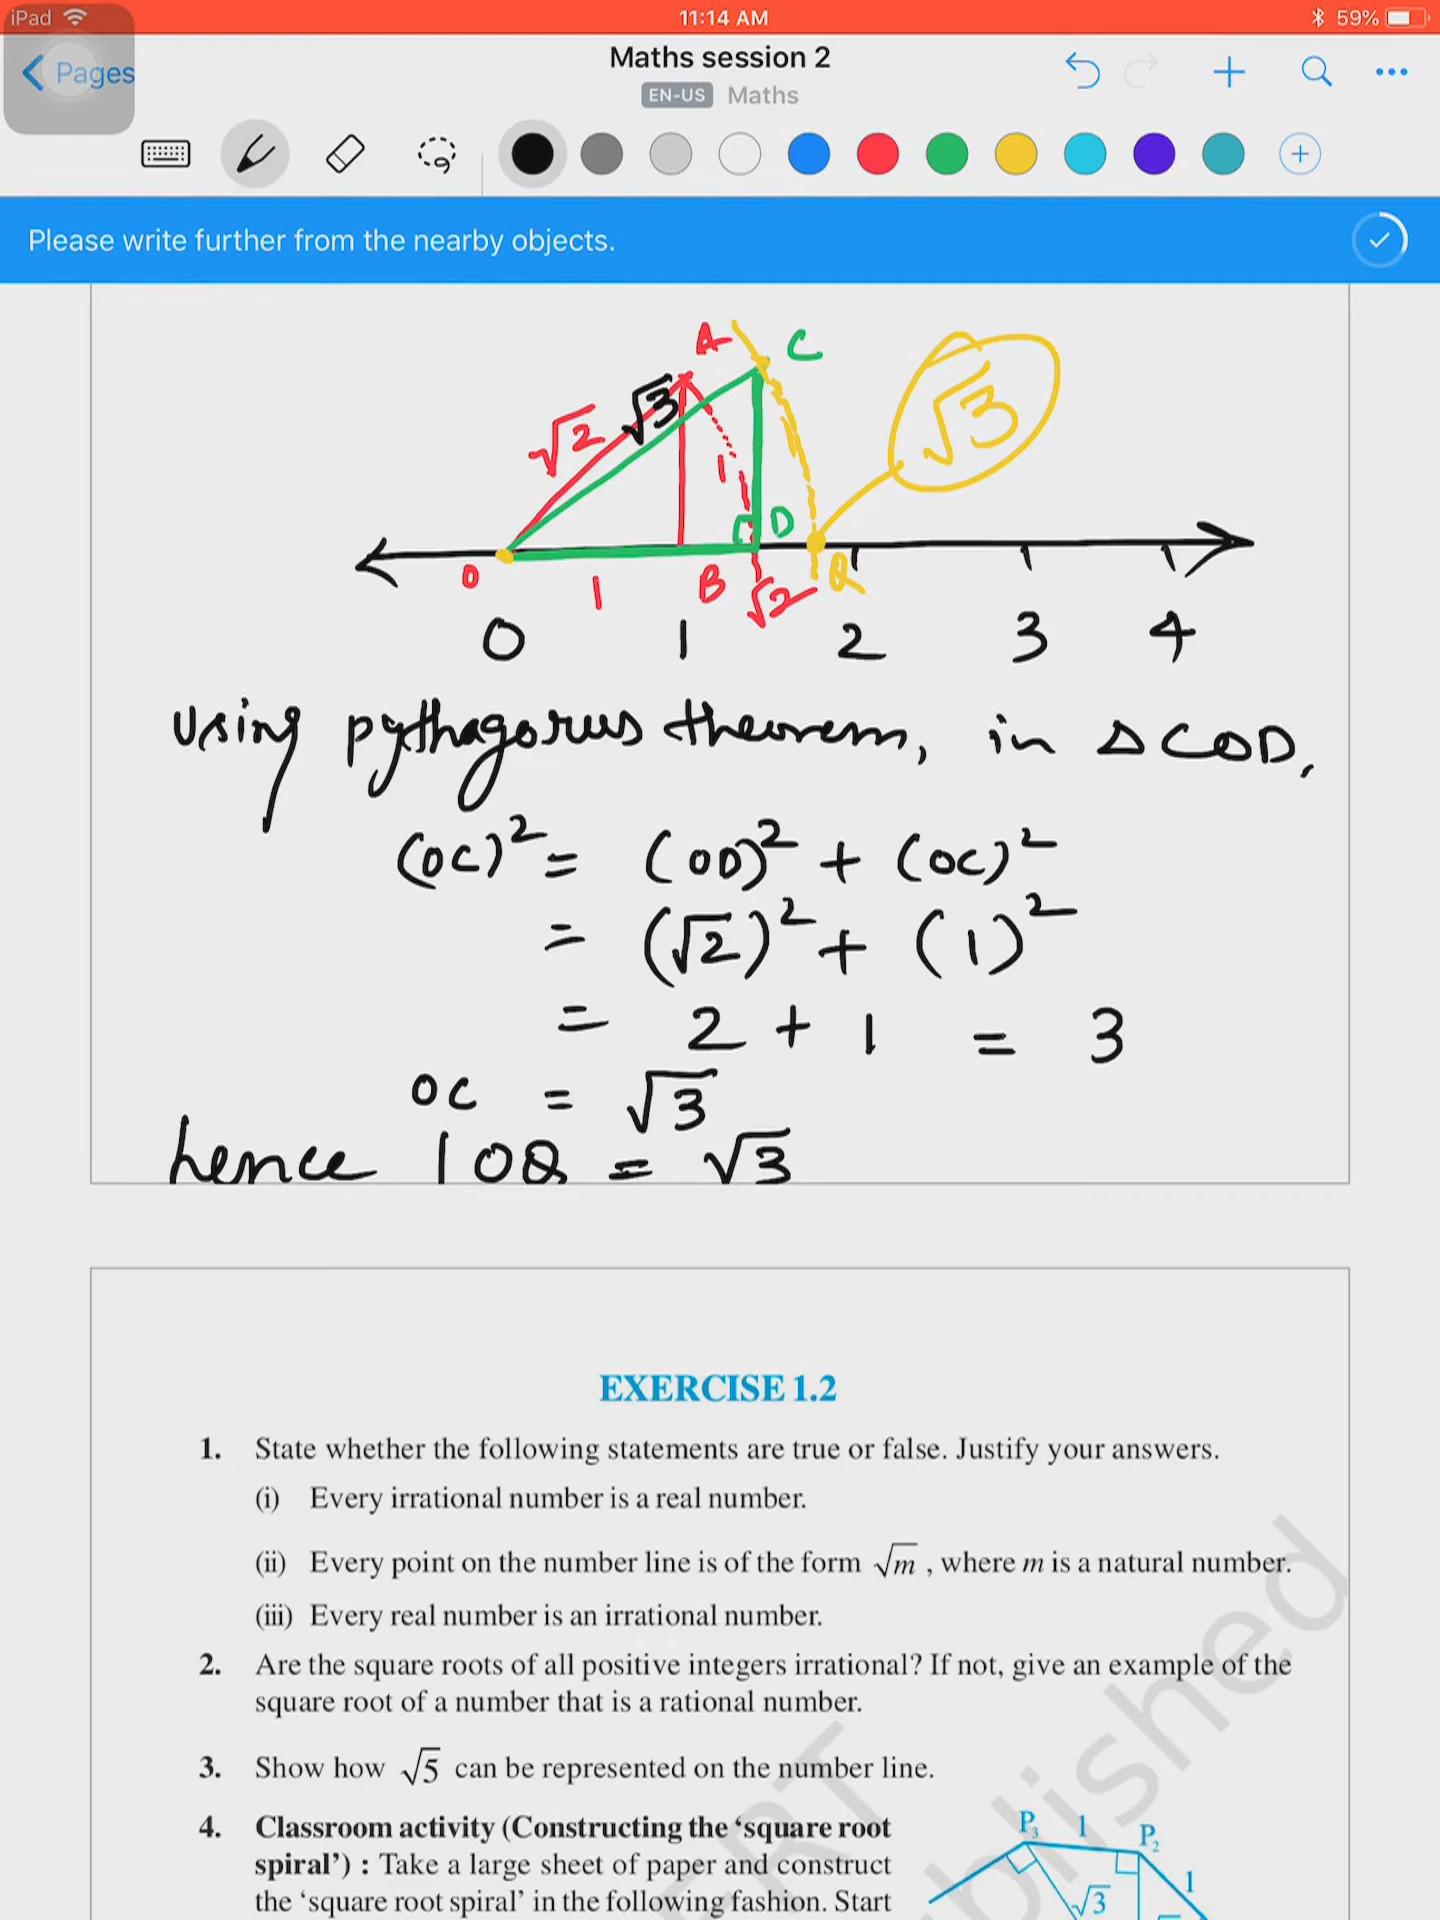 iPad 11:14 AM 59%
Pages Maths session 2
EN-US Maths
Please write further from the nearby objects.
A C
√2 √3 √3
1 D
O 1 B √2 Q
0 1 2 3 4
using pythagorus theorem, in Δ COD,
(OC)² = (OD)² + (OC)²
= (√2)² + (1)²
= 2 + 1 = 3
OC = √3
hence lOQ = √3
EXERCISE 1.2
1. State whether the following statements are true or false. Justify your answers.
(i) Every irrational number is a real number.
(ii) Every point on the number line is of the form √m , where m is a natural number.
(iii) Every real number is an irrational number.
2. Are the square roots of all positive integers irrational? If not, give an example of the
square root of a number that is a rational number.
3. Show how √5 can be represented on the number line.
4. Classroom activity (Constructing the ‘square root
spiral’) : Take a large sheet of paper and construct
the ‘square root spiral’ in the following fashion. Start
P₃ 1 P₂
1
√3